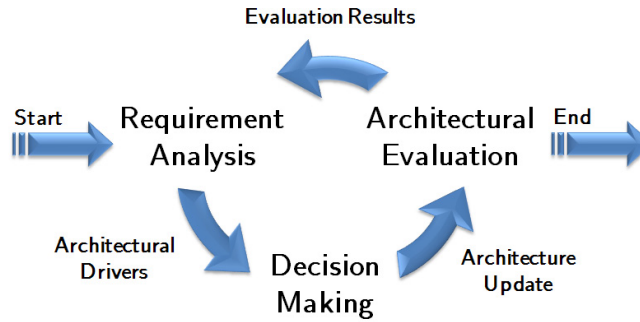 Evaluation Results
Start
Requirement
Analysis
Architectural
Evaluation
End
Architectural
Drivers
Decision
Making
Architecture
Update